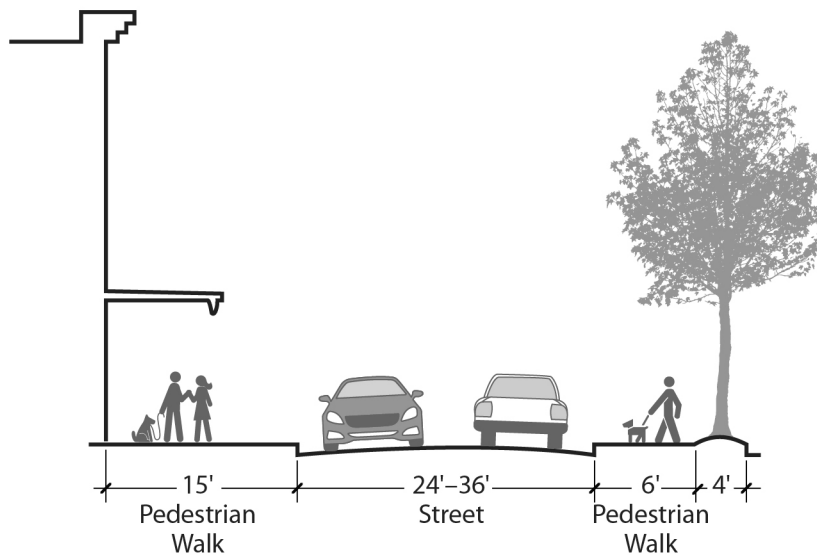 15'
Pedestrian
Walk
24'–36'
Street
6'
Pedestrian
Walk
4'